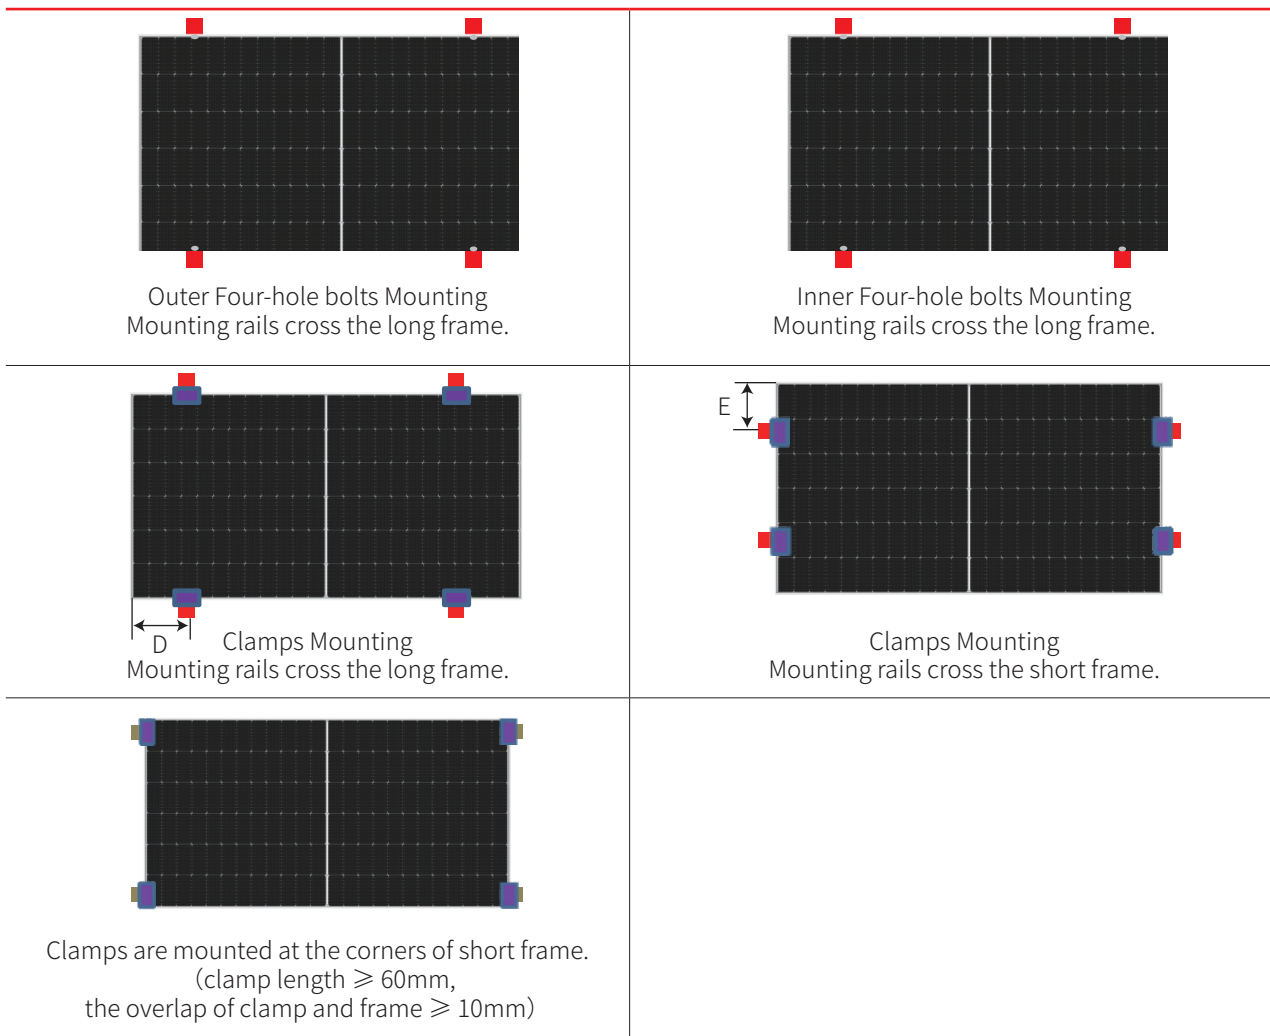 Outer Four-hole bolts Mounting
Mounting rails cross the long frame.
Inner Four-hole bolts Mounting
Mounting rails cross the long frame.
D
Clamps Mounting
Mounting rails cross the long frame.
E
Clamps Mounting
Mounting rails cross the short frame.
Clamps are mounted at the corners of short frame.
(clamp length ⩾ 60mm,
the overlap of clamp and frame ⩾ 10mm)